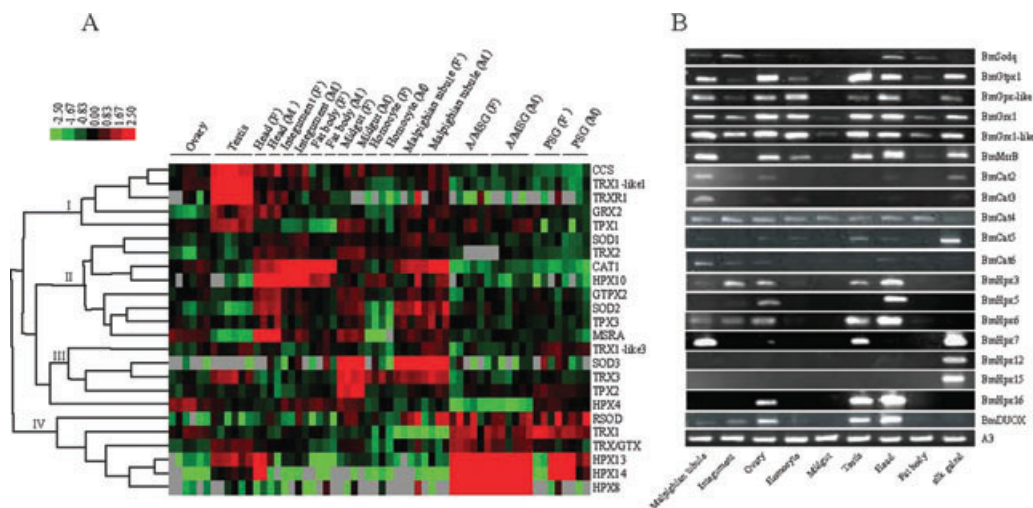 A
B
-2.50
-1.67
-0.83
0.00
0.83
1.67
2.50
Ovary
Testis
Head (F)
Head (M)
Integument (F)
Integument (M)
Fat body (F)
Fat body (M)
Midgut (F)
Midgut (M)
Hemocyte (F)
Hemocyte (M)
Malpighian tubule (F)
Malpighian tubule (M)
A/MSG (F)
A/MSG (M)
PSG (F)
PSG (M)
I
II
III
IV
CCS
TRX1-like1
TRXR1
GRX2
TPX1
SOD1
TRX2
CAT1
HPX10
GTPX2
SOD2
TPX3
MSRA
TRX1-like3
SOD3
TRX3
TPX2
HPX4
RSOD
TRX1
TRX/GTX
HPX13
HPX14
HPX8
BmGtpx1
BmGpx-like
BmGrx1
BmGrx1-like
BmMsrB
BmCat2
BmCat3
BmCat4
BmCat5
BmCat6
BmHpx3
BmHpx5
BmHpx6
BmHpx7
BmHpx12
BmHpx15
BmHpx16
BmDUOX
A3
Malpighian tubule
Integument
Ovary
Hemocyte
Midgut
Testis
Head
Fat body
silk gland